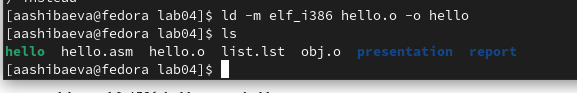 [aashibaeva@fedora lab04]$ ld -m elf_i386 hello.o -o hello
[aashibaeva@fedora lab04]$ ls
hello hello.asm hello.o list.lst obj.o presentation report
[aashibaeva@fedora lab04]$